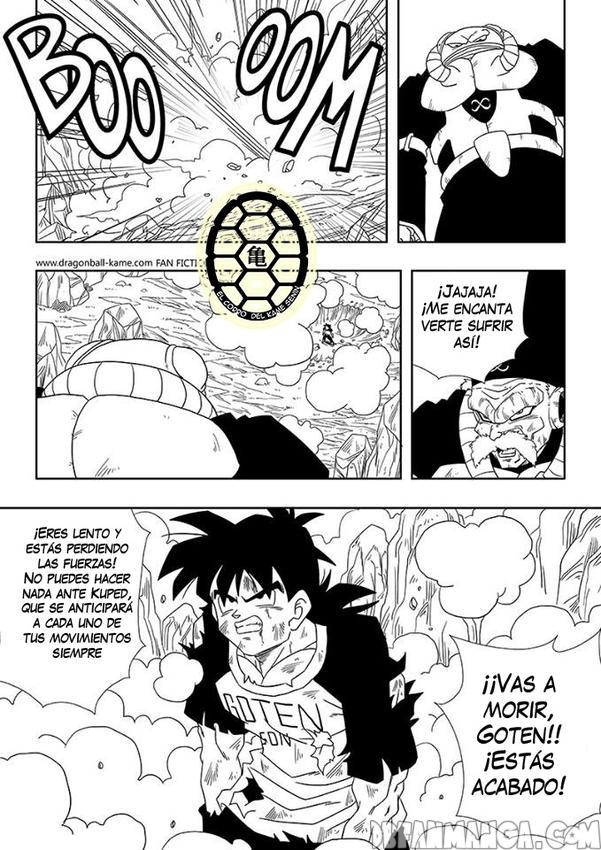 BOO
OOM
www.dragonball-kame.com FAN FICTI
亀
EL CORRO DEL KAME SENIN
¡JAJAJA!
¡ME ENCANTA
VERTE SUFRIR
ASÍ!
¡ERES LENTO Y
ESTÁS PERDIENDO
LAS FUERZAS!
NO PUEDES HACER
NADA ANTE KUPED,
QUE SE ANTICIPARÁ
A CADA UNO DE
TUS MOVIMIENTOS
SIEMPRE
GOTEN
SON
¡¡VAS A
MORIR,
GOTEN!!
¡ESTÁS
ACABADO!
DBFANMANGA.COM